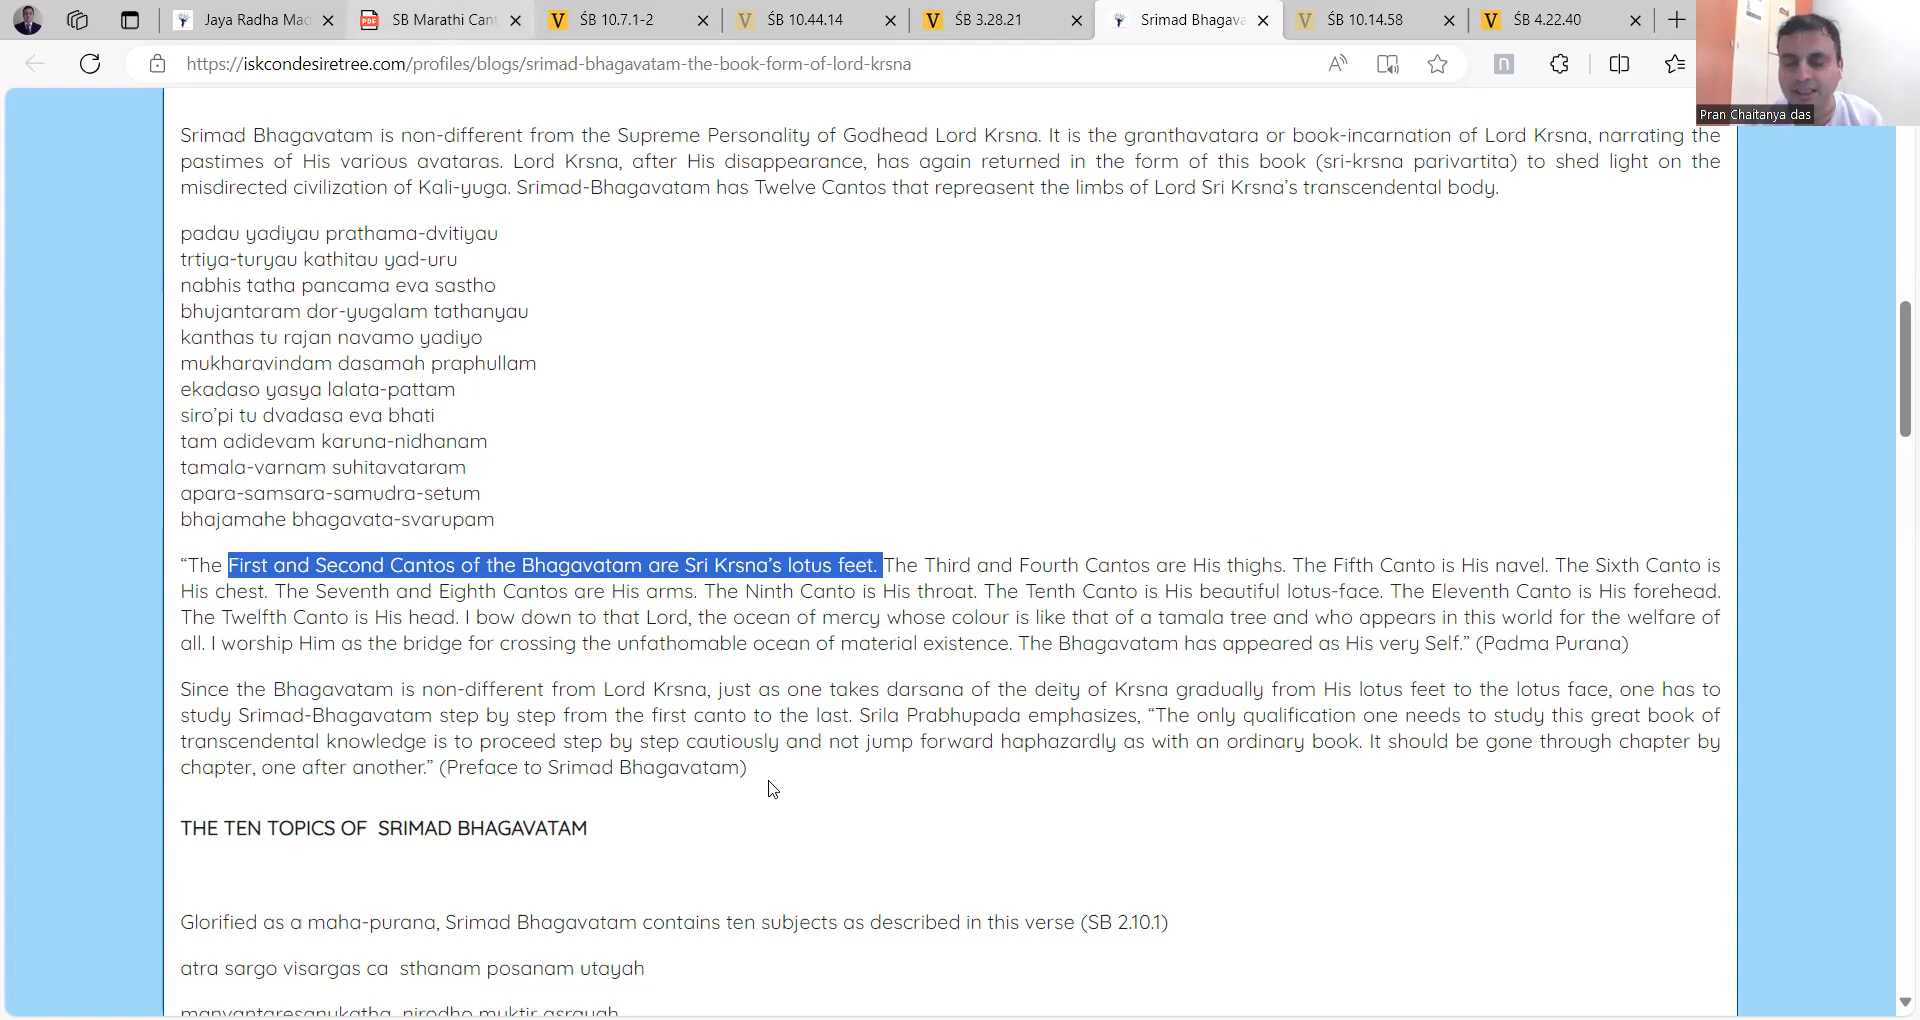 Jaya Radha Mad
SB Marathi Cant
ŚB 10.7.1-2
ŚB 10.44.14
ŚB 3.28.21
Srimad Bhagava
ŚB 10.14.58
ŚB 4.22.40
https://iskcondesiretree.com/profiles/blogs/srimad-bhagavatam-the-book-form-of-lord-krsna
Pran Chaitanya das
Srimad Bhagavatam is non-different from the Supreme Personality of Godhead Lord Krsna. It is the granthavatara or book-incarnation of Lord Krsna, narrating the
pastimes of His various avataras. Lord Krsna, after His disappearance, has again returned in the form of this book (sri-krsna parivartita) to shed light on the
misdirected civilization of Kali-yuga. Srimad-Bhagavatam has Twelve Cantos that repreasent the limbs of Lord Sri Krsna’s transcendental body.
padau yadiyau prathama-dvitiyau
trtiya-turyau kathitau yad-uru
nabhis tatha pancama eva sastho
bhujantaram dor-yugalam tathanyau
kanthas tu rajan navamo yadiyo
mukharavindam dasamah praphullam
ekadaso yasya lalata-pattam
siro’pi tu dvadasa eva bhati
tam adidevam karuna-nidhanam
tamala-varnam suhitavataram
apara-samsara-samudra-setum
bhajamahe bhagavata-svarupam
“The First and Second Cantos of the Bhagavatam are Sri Krsna’s lotus feet. The Third and Fourth Cantos are His thighs. The Fifth Canto is His navel. The Sixth Canto is
His chest. The Seventh and Eighth Cantos are His arms. The Ninth Canto is His throat. The Tenth Canto is His beautiful lotus-face. The Eleventh Canto is His forehead.
The Twelfth Canto is His head. I bow down to that Lord, the ocean of mercy whose colour is like that of a tamala tree and who appears in this world for the welfare of
all. I worship Him as the bridge for crossing the unfathomable ocean of material existence. The Bhagavatam has appeared as His very Self.” (Padma Purana)
Since the Bhagavatam is non-different from Lord Krsna, just as one takes darsana of the deity of Krsna gradually from His lotus feet to the lotus face, one has to
study Srimad-Bhagavatam step by step from the first canto to the last. Srila Prabhupada emphasizes, “The only qualification one needs to study this great book of
transcendental knowledge is to proceed step by step cautiously and not jump forward haphazardly as with an ordinary book. It should be gone through chapter by
chapter, one after another.” (Preface to Srimad Bhagavatam)
THE TEN TOPICS OF SRIMAD BHAGAVATAM
Glorified as a maha-purana, Srimad Bhagavatam contains ten subjects as described in this verse (SB 2.10.1)
atra sargo visargas ca sthanam posanam utayah
manvantaresanukatha nirodho muktir asrayah